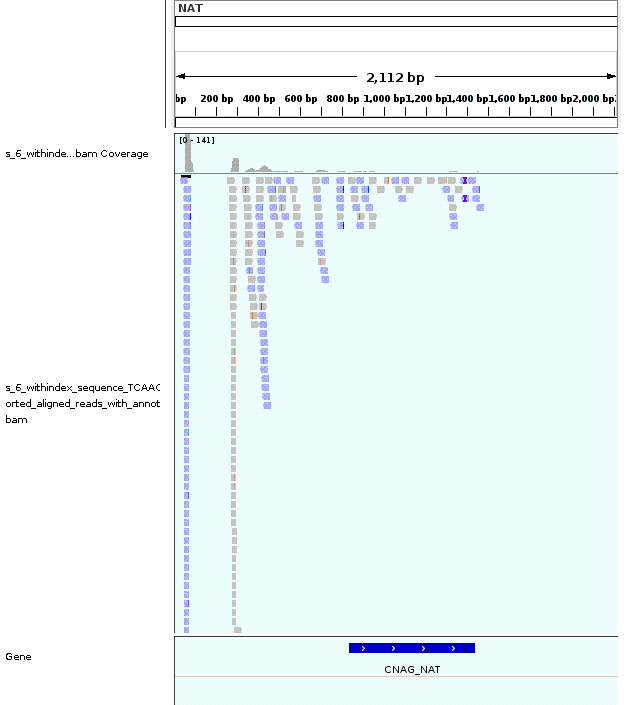 NAT
2,112 bp
bp 200 bp 400 bp 600 bp 800 bp 1,000 bp 1,200 bp 1,400 bp 1,600 bp 1,800 bp 2,000 bp
[0 - 141]
s_6_withinde...bam Coverage
s_6_withindex_sequence_TCAAC
orted_aligned_reads_with_annot
bam
Gene
CNAG_NAT